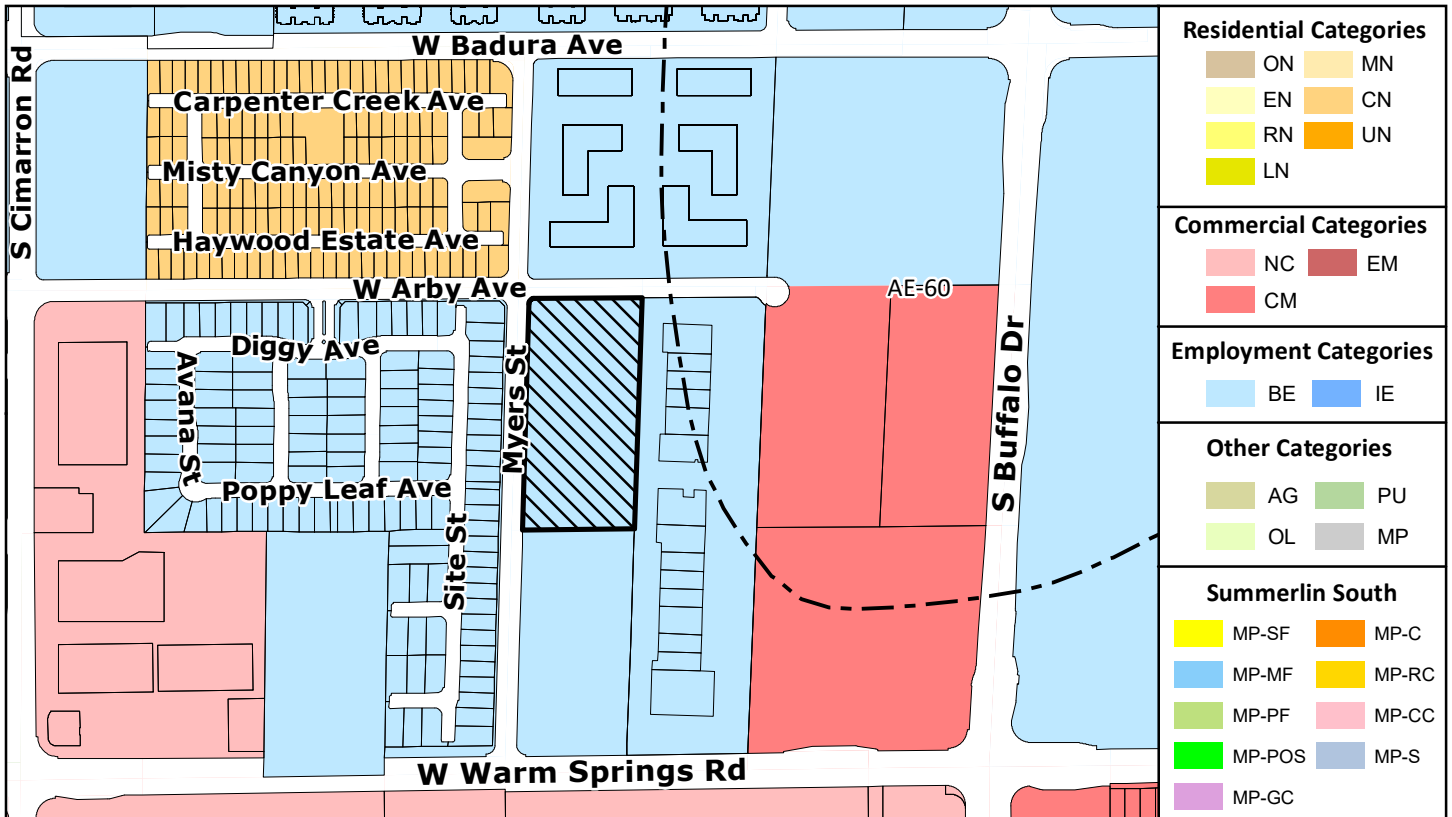 W Badura Ave
S Cimarron Rd
Carpenter Creek Ave
Misty Canyon Ave
Haywood Estate Ave
W Arby Ave
AE-60
Diggy Ave
Avana St
Myers St
S Buffalo Dr
Poppy Leaf Ave
Site St
W Warm Springs Rd
Residential Categories
ON MN
EN CN
RN UN
LN
Commercial Categories
NC EM
CM
Employment Categories
BE IE
Other Categories
AG PU
OL MP
Summerlin South
MP-SF MP-C
MP-MF MP-RC
MP-PF MP-CC
MP-POS MP-S
MP-GC